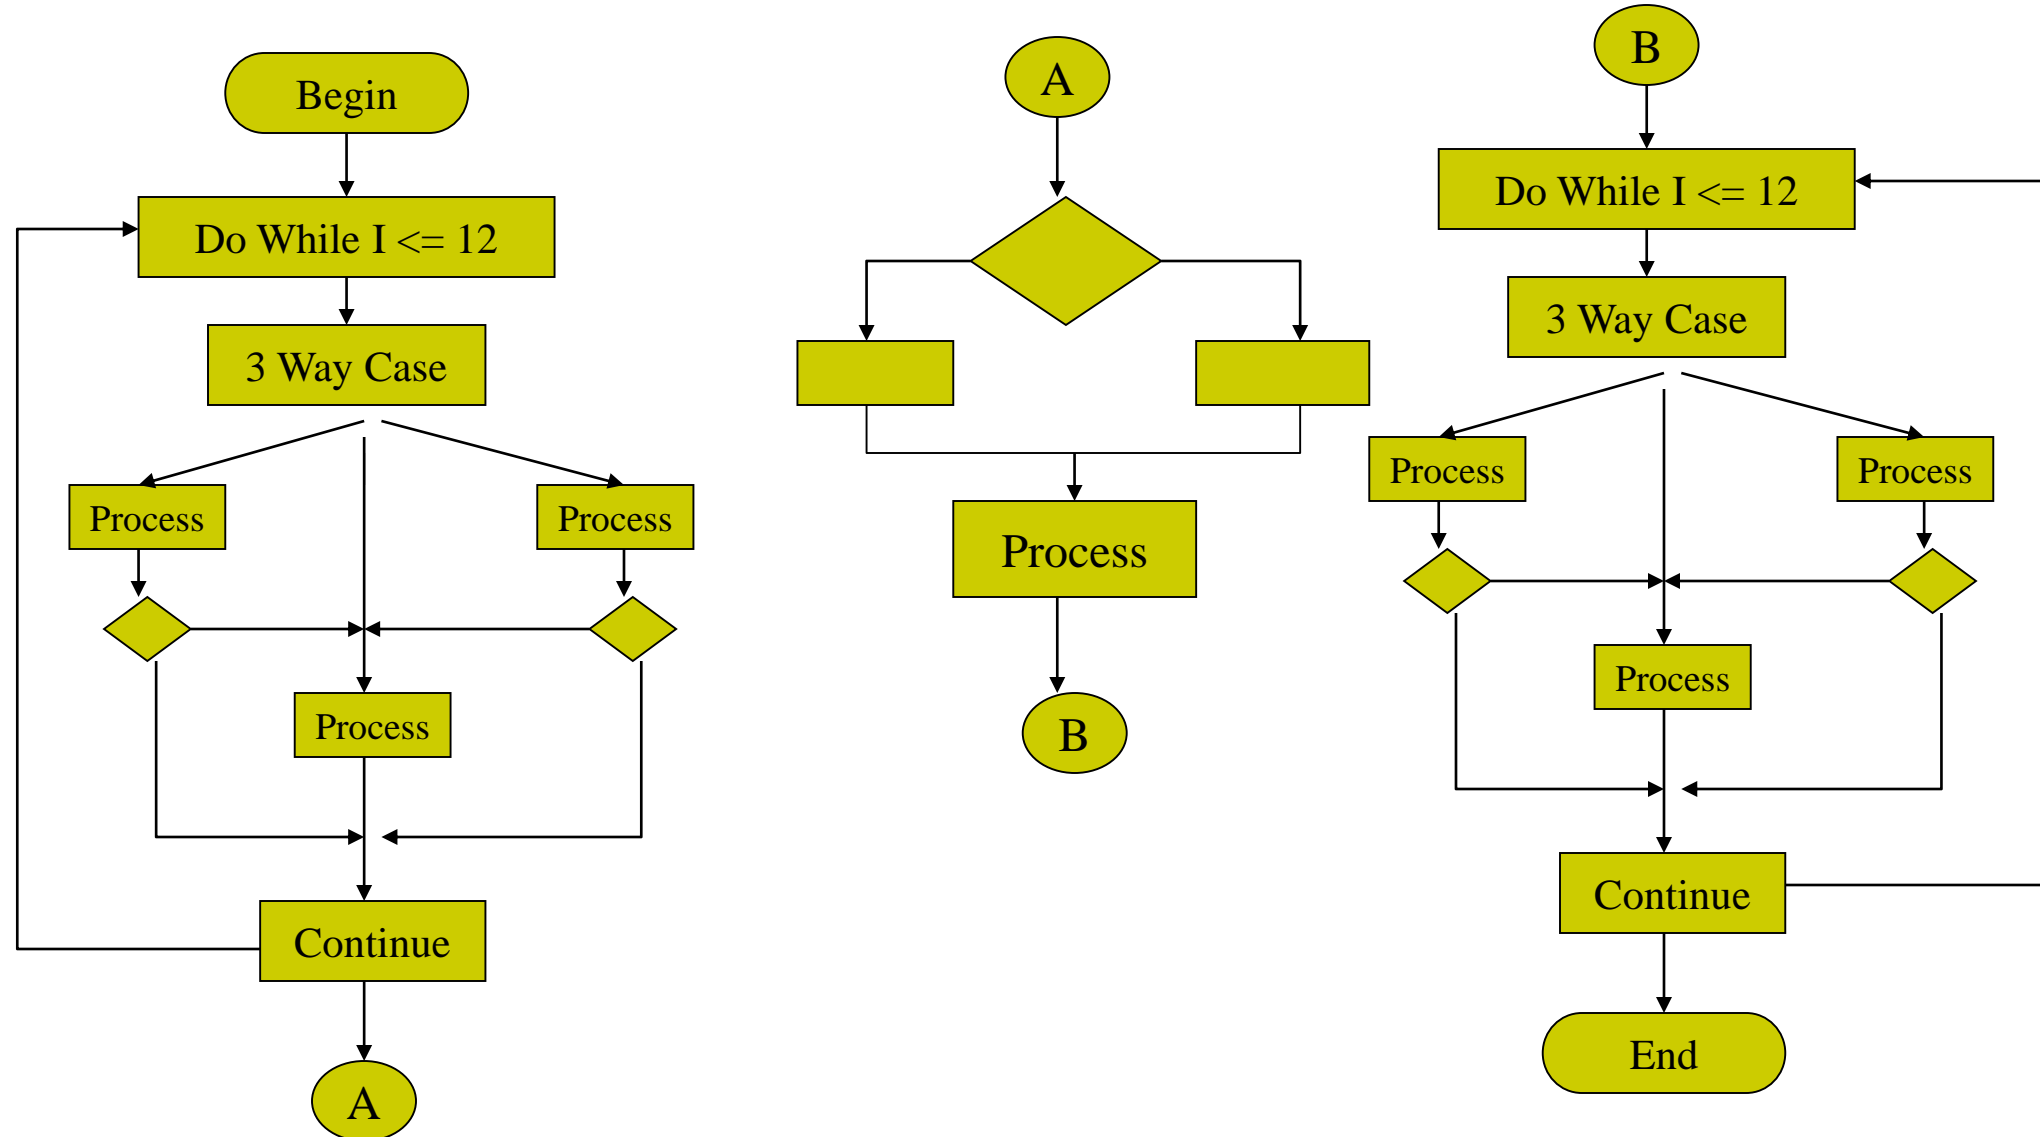 Begin
Do While I <= 12
3 Way Case
Process
Process
Process
Continue
A
A
Process
B
B
Do While I <= 12
3 Way Case
Process
Process
Process
Continue
End